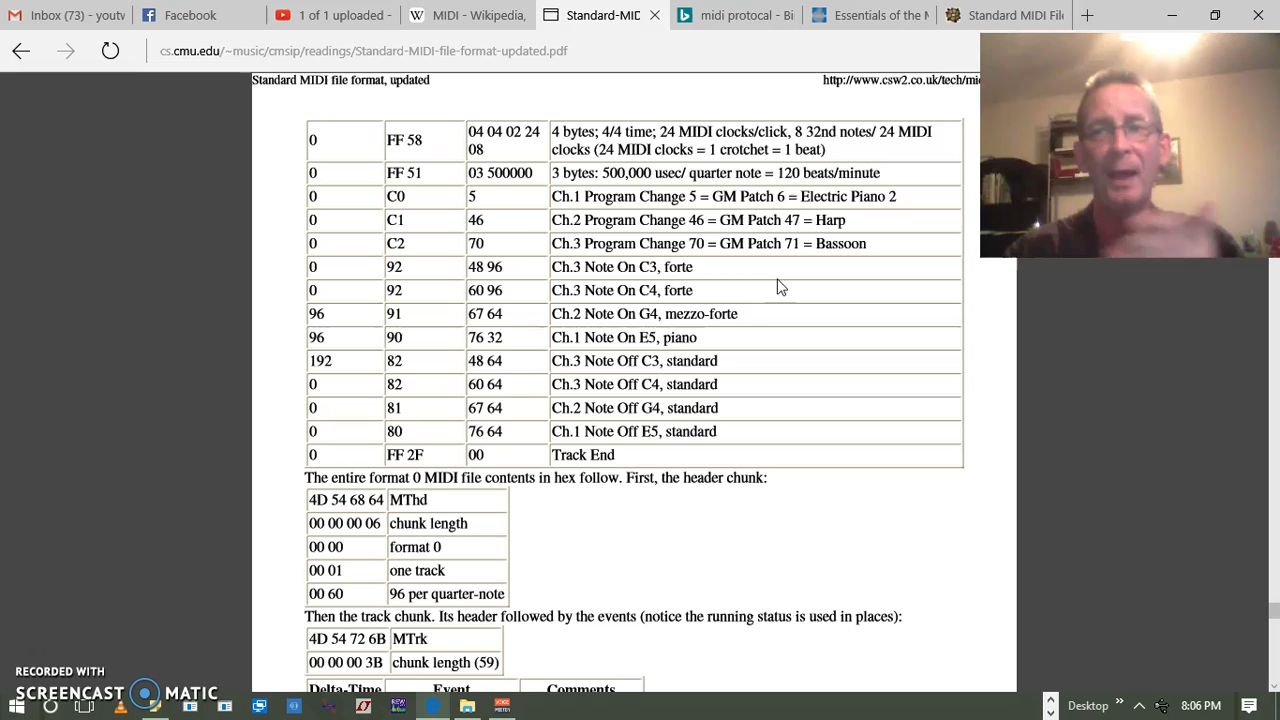 Inbox (73) - youtw
Facebook
1 of 1 uploaded -
MIDI - Wikipedia,
Standard-MID
midi protocal - Bi
Essentials of the M
Standard MIDI File
cs.cmu.edu/~music/cmsip/readings/Standard-MIDI-file-format-updated.pdf
Standard MIDI file format, updated
http://www.csw2.co.uk/tech/mid
0 FF 58 04 04 02 24 08 4 bytes; 4/4 time; 24 MIDI clocks/click, 8 32nd notes/ 24 MIDI
clocks (24 MIDI clocks = 1 crotchet = 1 beat)
0 FF 51 03 500000 3 bytes: 500,000 usec/ quarter note = 120 beats/minute
0 C0 5 Ch.1 Program Change 5 = GM Patch 6 = Electric Piano 2
0 C1 46 Ch.2 Program Change 46 = GM Patch 47 = Harp
0 C2 70 Ch.3 Program Change 70 = GM Patch 71 = Bassoon
0 92 48 96 Ch.3 Note On C3, forte
0 92 60 96 Ch.3 Note On C4, forte
96 91 67 64 Ch.2 Note On G4, mezzo-forte
96 90 76 32 Ch.1 Note On E5, piano
192 82 48 64 Ch.3 Note Off C3, standard
0 82 60 64 Ch.3 Note Off C4, standard
0 81 67 64 Ch.2 Note Off G4, standard
0 80 76 64 Ch.1 Note Off E5, standard
0 FF 2F 00 Track End
The entire format 0 MIDI file contents in hex follow. First, the header chunk:
4D 54 68 64 MThd
00 00 00 06 chunk length
00 00 format 0
00 01 one track
00 60 96 per quarter-note
Then the track chunk. Its header followed by the events (notice the running status is used in places):
4D 54 72 6B MTrk
00 00 00 3B chunk length (59)
Delta-Time Event Comments
RECORDED WITH
SCREENCAST MATIC
Desktop
8:06 PM